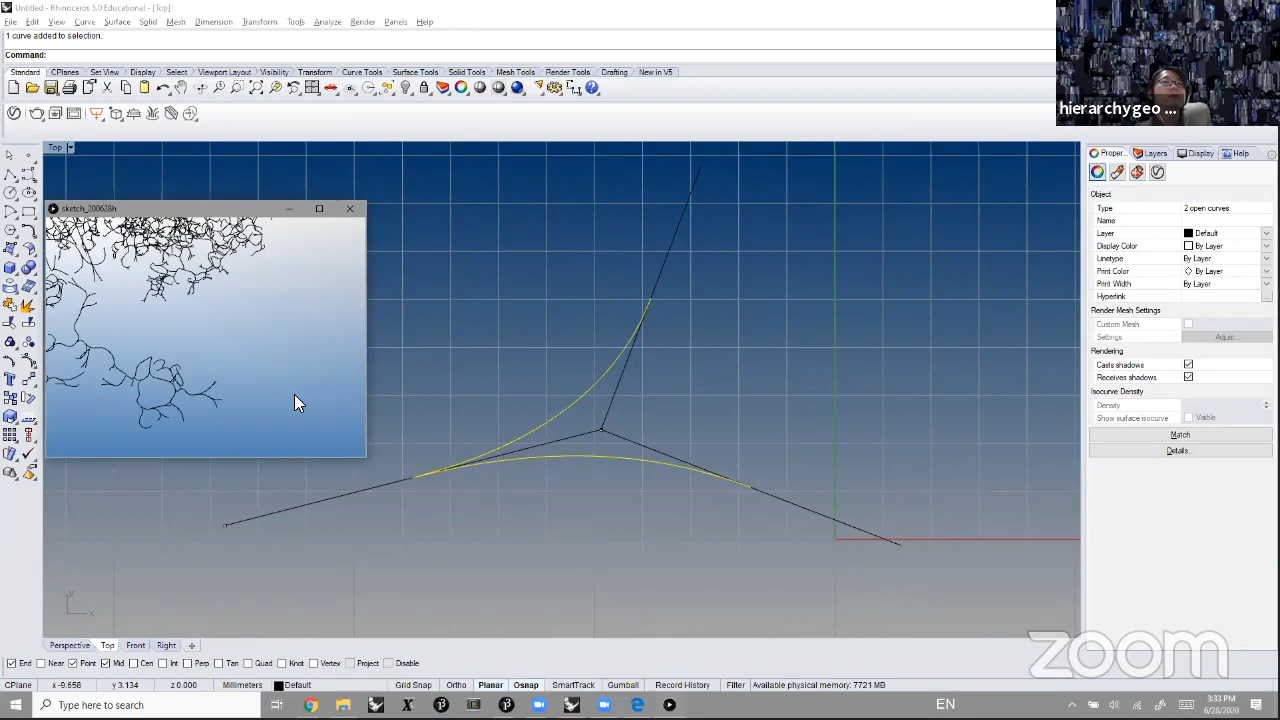 Untitled - Rhinoceros 5.0 Educational - [Top]
File Edit View Curve Surface Solid Mesh Dimension Transform Tools Analyze Render Panels Help
1 curve added to selection.
Command:
Standard CPlanes Set View Display Select Viewport Layout Visibility Transform Curve Tools Surface Tools Solid Tools Mesh Tools Render Tools Drafting New in V5
hierarchygeo ...
Top
Proper... Layers Display Help
sketch_200628h
Object
Type 2 open curves
Name
Layer Default
Display Color By Layer
Linetype By Layer
Print Color By Layer
Print Width By Layer
Hyperlink
Render Mesh Settings
Custom Mesh
Settings Adjust...
Rendering
Casts shadows
Receives shadows
Isocurve Density
Density
Show surface isocurve Visible
Match
Details...
y
x
Perspective Top Front Right
zoom
End Near Point Mid Cen Int Perp Tan Quad Knot Vertex Project Disable
CPlane x -9.658 y 3.134 z 0.000 Millimeters Default Grid Snap Ortho Planar Osnap SmartTrack Gumball Record History Filter Available physical memory: 7721 MB
Type here to search
EN
3:33 PM
6/28/2020